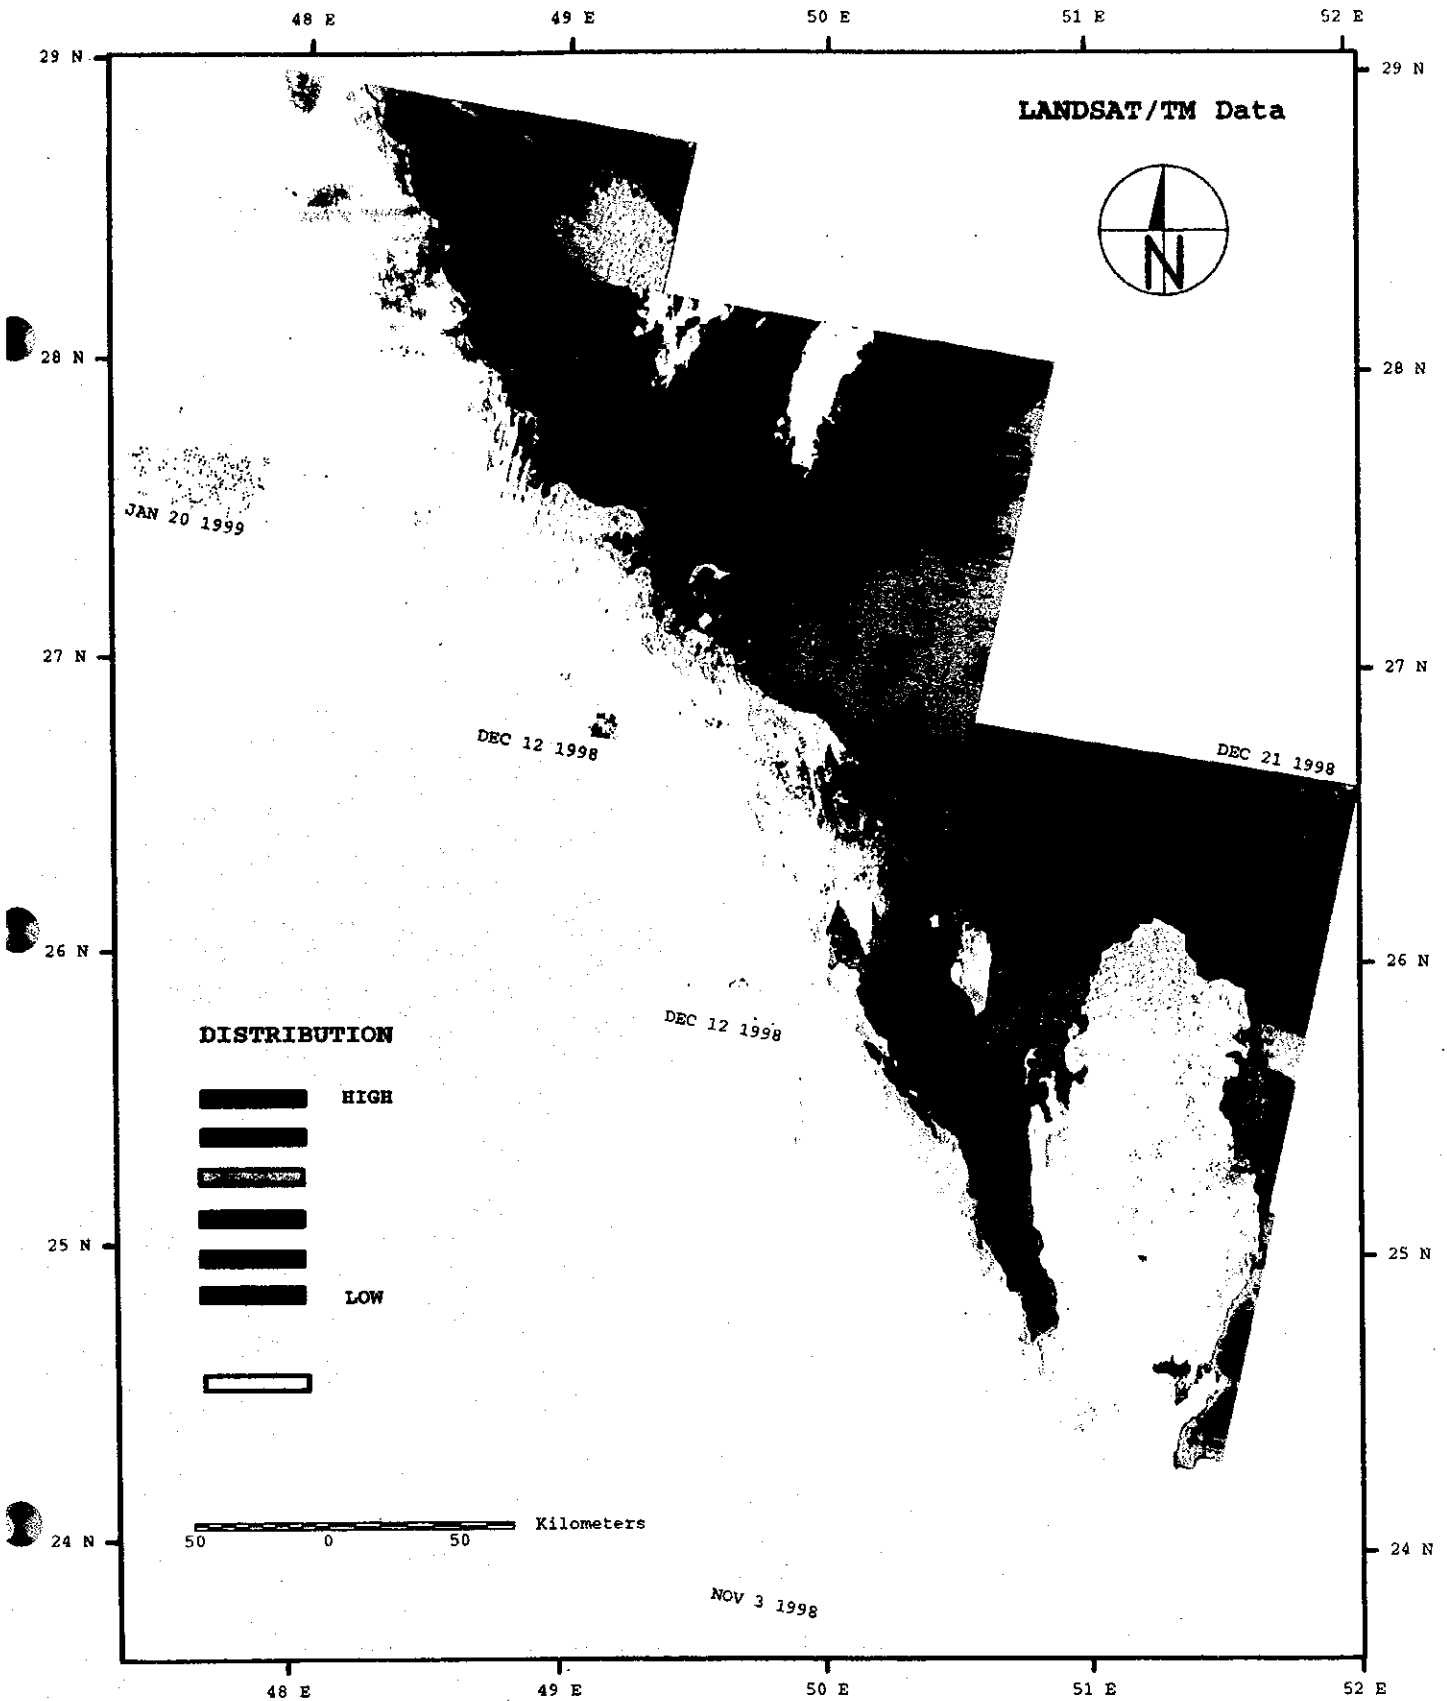 48 E 49 E 50 E 51 E 52 E
29 N 29 N
LANDSAT/TM Data
N
28 N 28 N
JAN 20 1999
27 N 27 N
DEC 12 1998
DEC 21 1998
26 N 26 N
DEC 12 1998
DISTRIBUTION
HIGH
25 N 25 N
LOW
Kilometers
50 0 50
24 N 24 N
NOV 3 1998
48 E 49 E 50 E 51 E 52 E